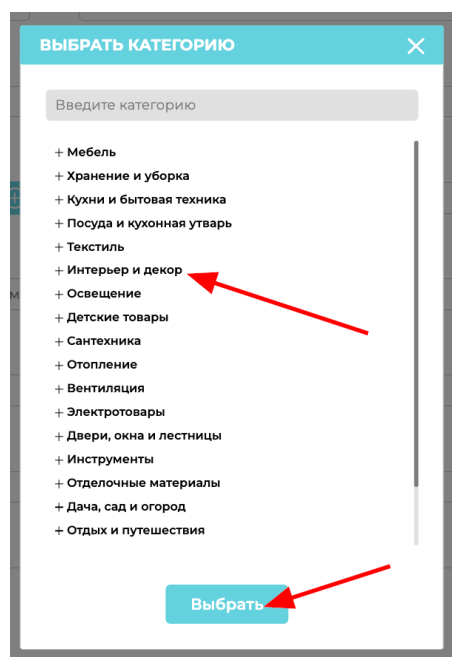 ВЫБРАТЬ КАТЕГОРИЮ
Введите категорию
+ Мебель
+ Хранение и уборка
+ Кухни и бытовая техника
+ Посуда и кухонная утварь
+ Текстиль
+ Интерьер и декор
+ Освещение
+ Детские товары
+ Сантехника
+ Отопление
+ Вентиляция
+ Электротовары
+ Двери, окна и лестницы
+ Инструменты
+ Отделочные материалы
+ Дача, сад и огород
+ Отдых и путешествия
Выбрать